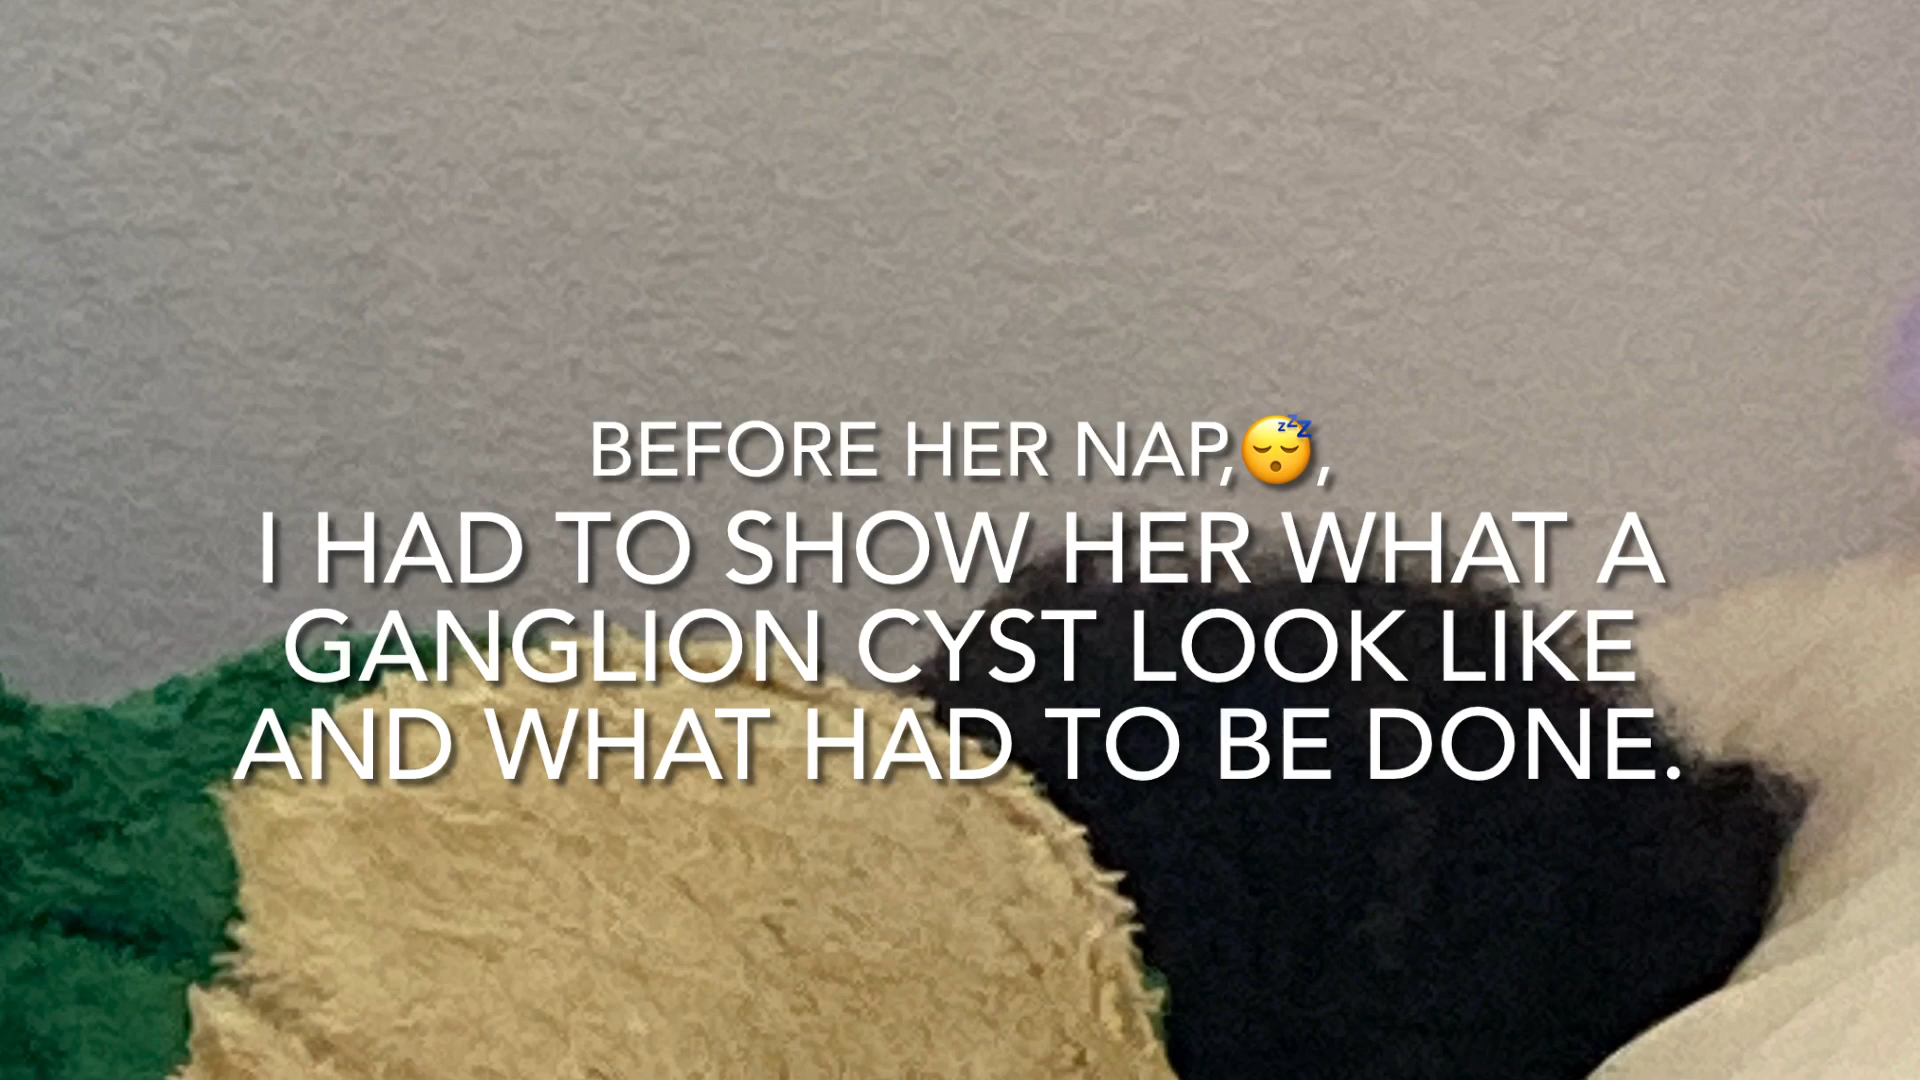 BEFORE HER NAP,😴,
I HAD TO SHOW HER WHAT A
GANGLION CYST LOOK LIKE
AND WHAT HAD TO BE DONE.